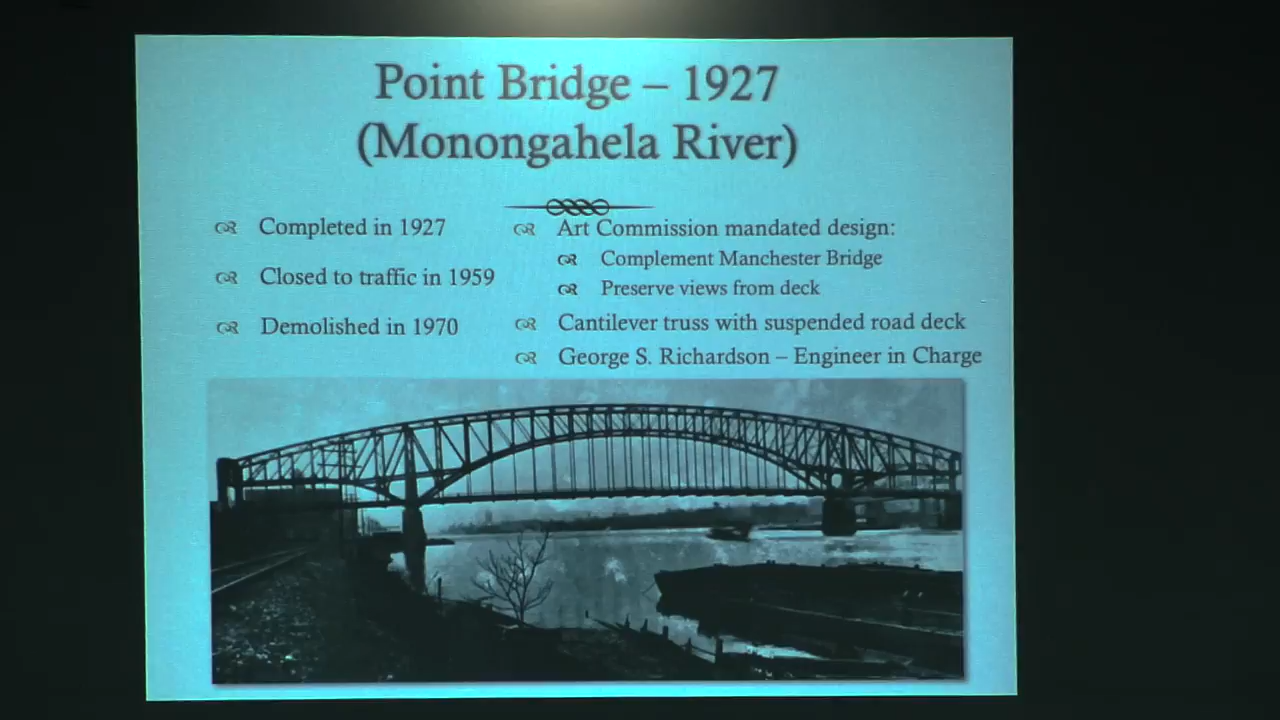 Point Bridge – 1927
(Monongahela River)
Completed in 1927
Closed to traffic in 1959
Demolished in 1970
Art Commission mandated design:
Complement Manchester Bridge
Preserve views from deck
Cantilever truss with suspended road deck
George S. Richardson – Engineer in Charge